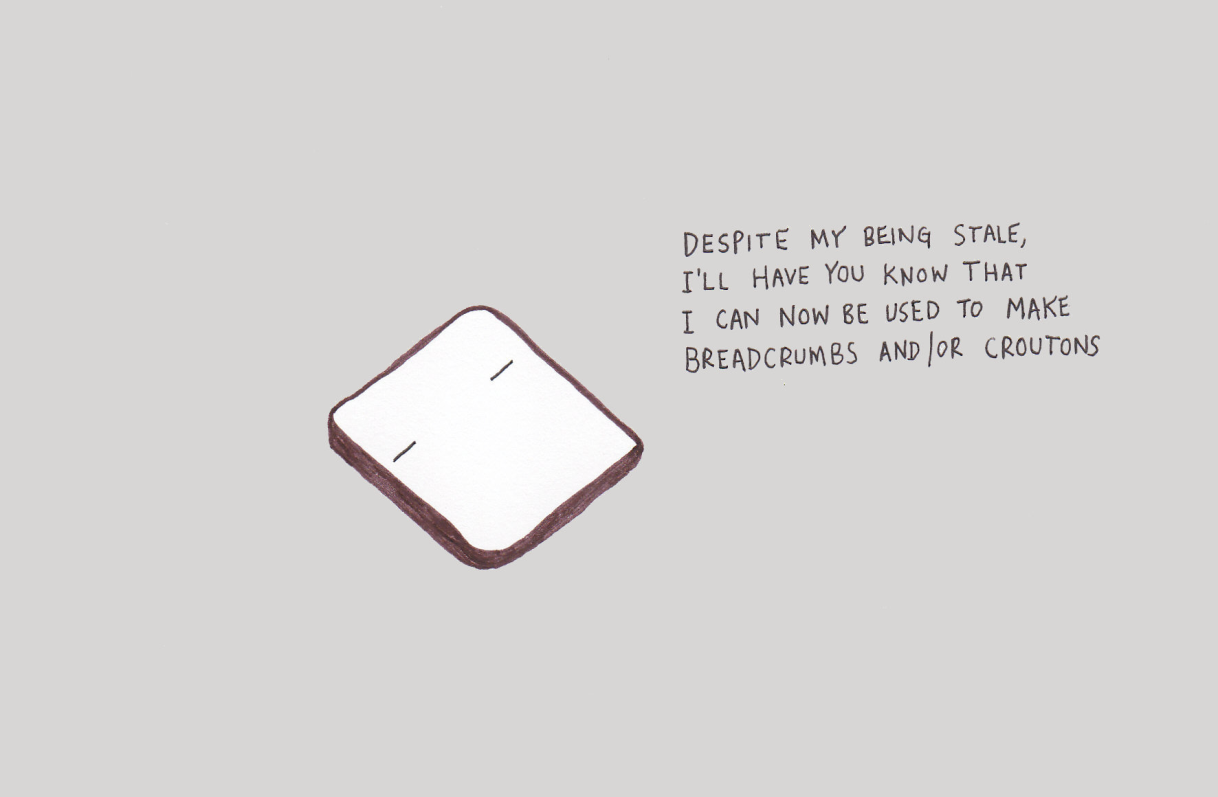 DESPITE MY BEING STALE,
I'LL HAVE YOU KNOW THAT
I CAN NOW BE USED TO MAKE
BREADCRUMBS AND/OR CROUTONS